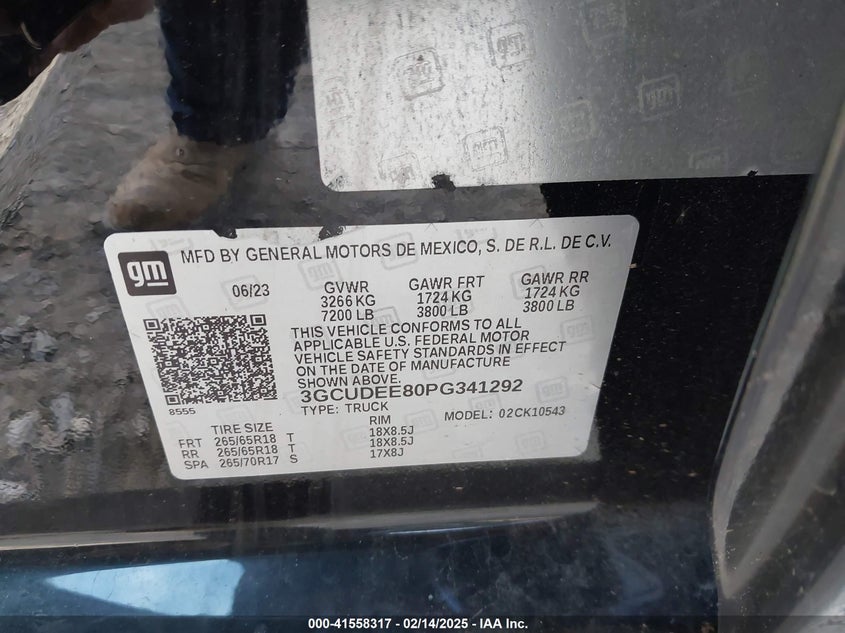 gm
gm
MFD BY GENERAL MOTORS DE MEXICO, S. DE R.L. DE C.V.
06/23 GVWR GAWR FRT GAWR RR
3266 KG 1724 KG 1724 KG
7200 LB 3800 LB 3800 LB
THIS VEHICLE CONFORMS TO ALL
APPLICABLE U.S. FEDERAL MOTOR
VEHICLE SAFETY STANDARDS IN EFFECT
ON THE DATE OF MANUFACTURE
SHOWN ABOVE.
3GCUDEE80PG341292
8555 TYPE: TRUCK MODEL: 02CK10543
TIRE SIZE RIM
FRT 265/65R18 T 18X8.5J
RR 265/65R18 T 18X8.5J
SPA 265/70R17 S 17X8J
000-41558317 - 02/14/2025 - IAA Inc.